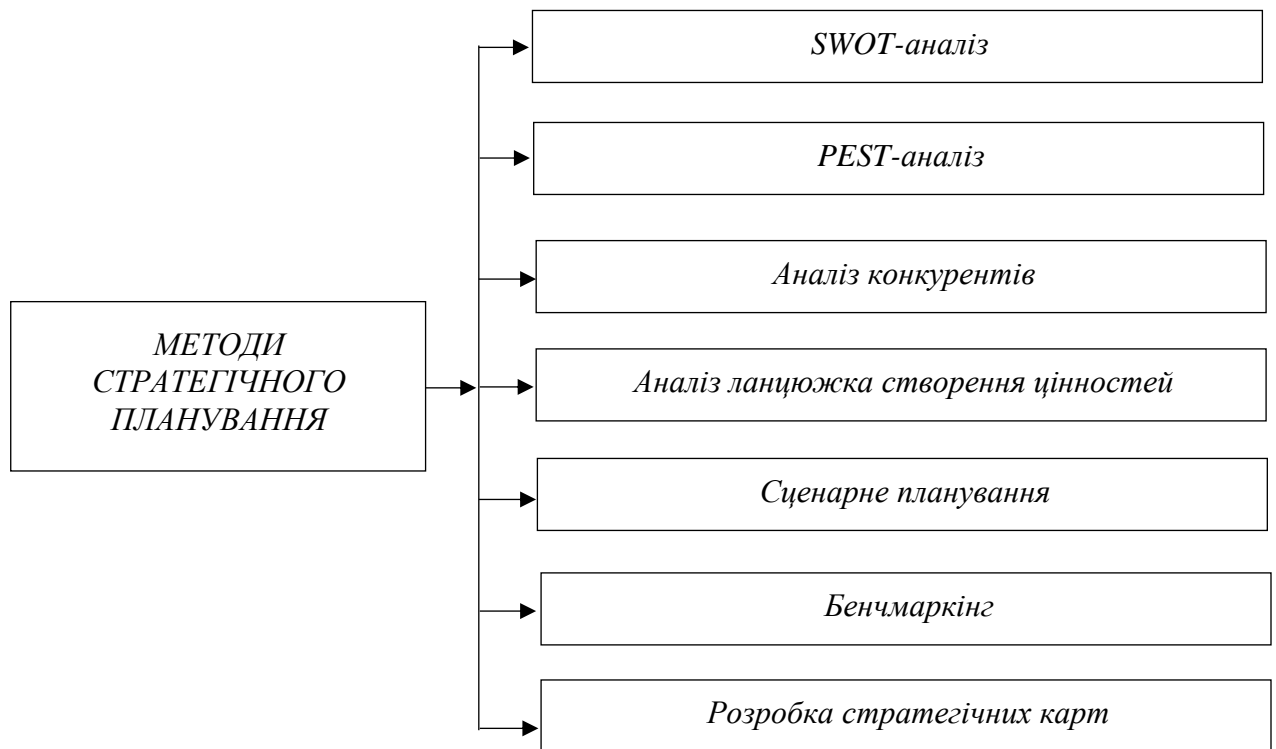 SWOT-аналіз
PEST-аналіз
Аналіз конкурентів
МЕТОДИ
СТРАТЕГІЧНОГО
ПЛАНУВАННЯ
Аналіз ланцюжка створення цінностей
Сценарне планування
Бенчмаркінг
Розробка стратегічних карт